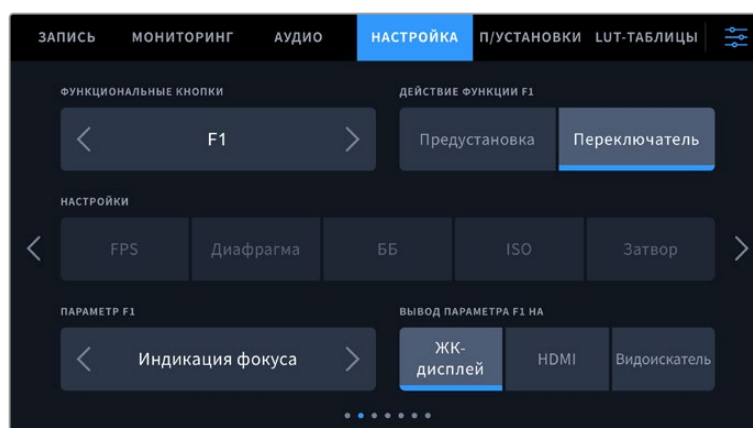 ЗАПИСЬ МОНИТОРИНГ АУДИО НАСТРОЙКА П/УСТАНОВКИ LUT-ТАБЛИЦЫ
ФУНКЦИОНАЛЬНЫЕ КНОПКИ ДЕЙСТВИЕ ФУНКЦИИ F1
F1 Предустановка Переключатель
НАСТРОЙКИ
FPS Диафрагма ББ ISO Затвор
ПАРАМЕТР F1 ВЫВОД ПАРАМЕТРА F1 НА
Индикация фокуса ЖК-
дисплей HDMI Видоискатель